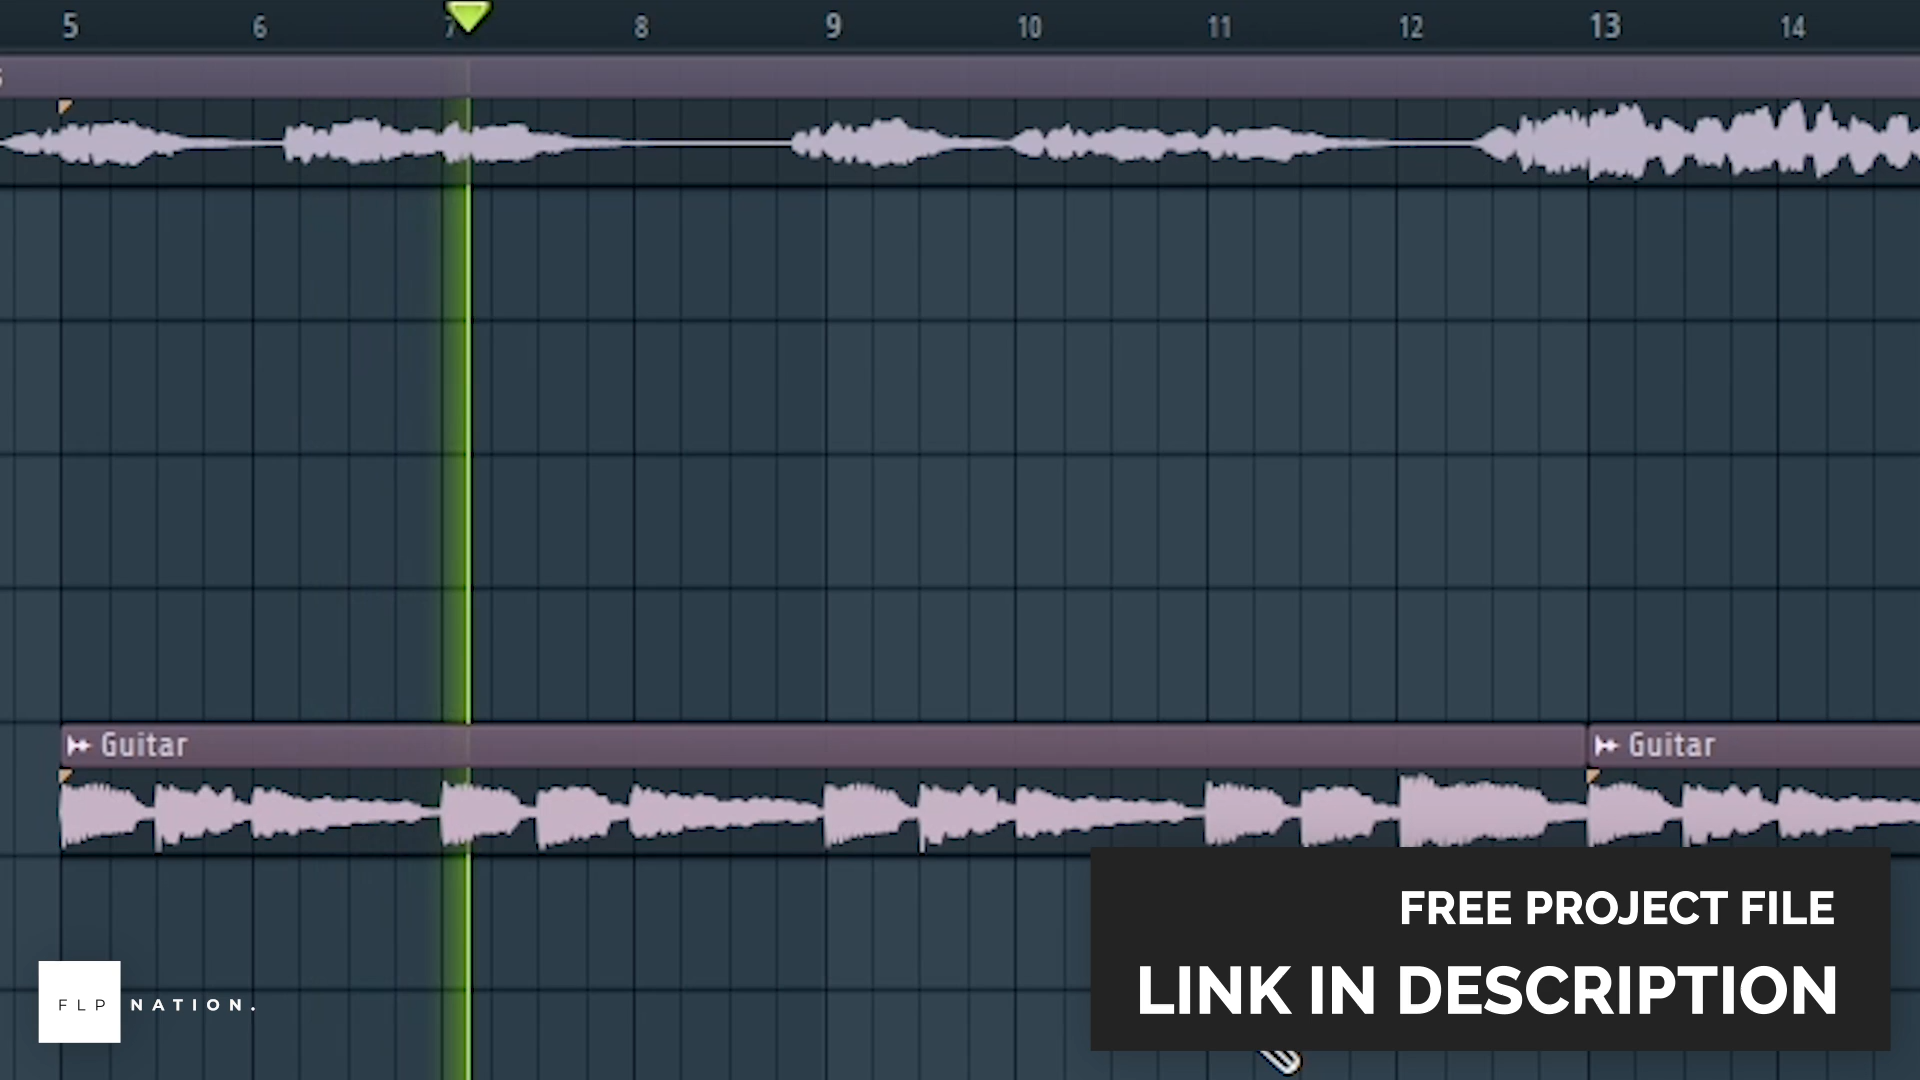 5 6 7 8 9 10 11 12 13 14
Guitar Guitar
FREE PROJECT FILE
LINK IN DESCRIPTION
FLP NATION.